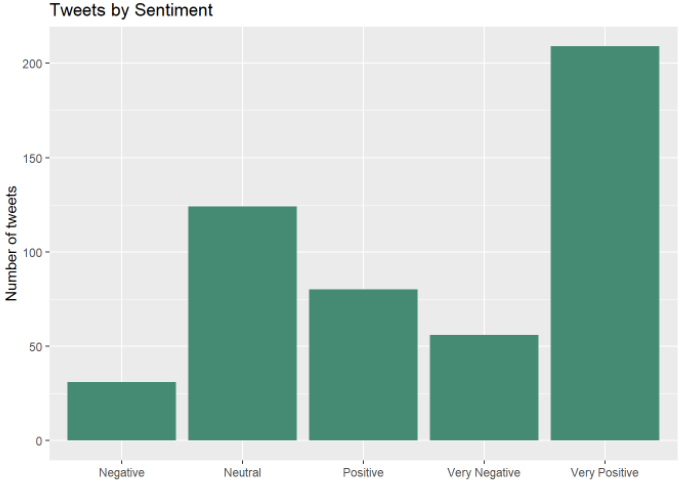 Tweets by Sentiment
Number of tweets
200
150
100
50
0
Negative Neutral Positive Very Negative Very Positive